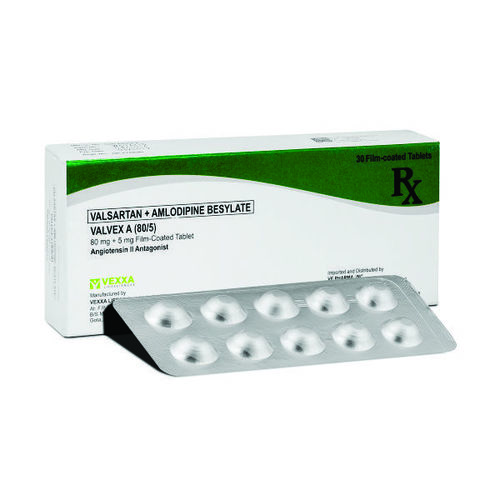 30 Film-coated Tablets
Rx
VALSARTAN + AMLODIPINE BESYLATE
VALVEX A (80/5)
80 mg + 5 mg Film-Coated Tablet
Angiotensin II Antagonist
VEXXA
LIFESCIENCES
Manufactured by
VEXXA
Imported and Distributed by
VE PHARMA, INC.